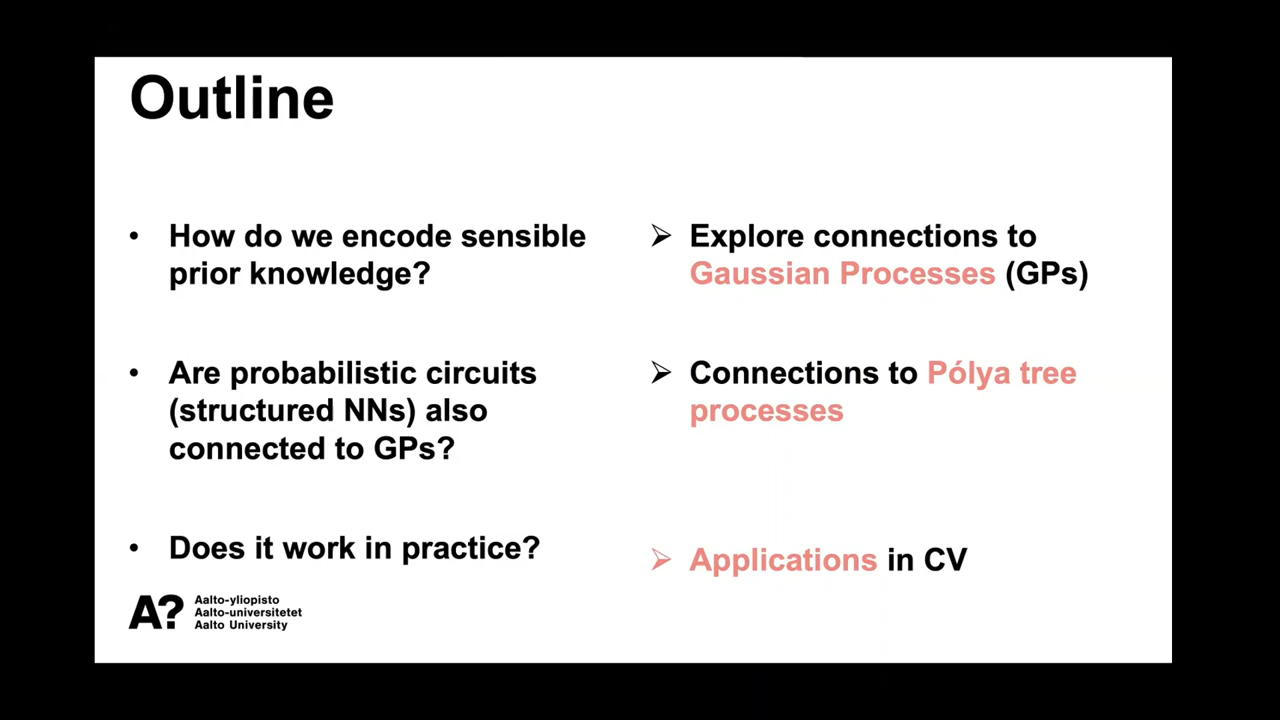 Outline
• How do we encode sensible
prior knowledge?
➢ Explore connections to
Gaussian Processes (GPs)
• Are probabilistic circuits
(structured NNs) also
connected to GPs?
➢ Connections to Pólya tree
processes
• Does it work in practice?
➢ Applications in CV
A?
Aalto-yliopisto
Aalto-universitetet
Aalto University